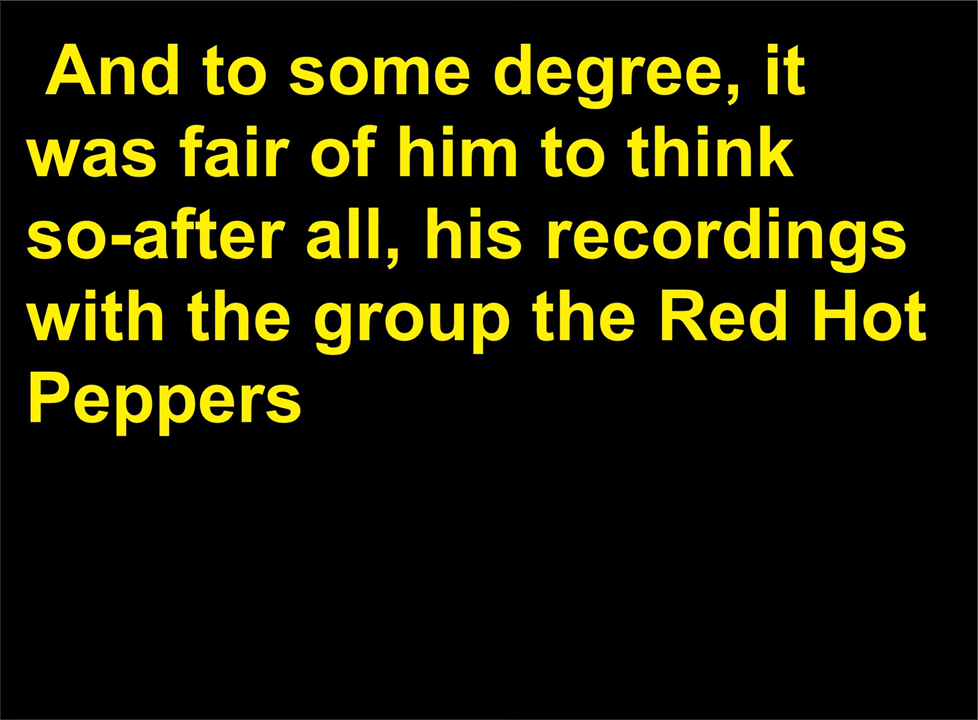 And to some degree, it
was fair of him to think
so-after all, his recordings
with the group the Red Hot
Peppers